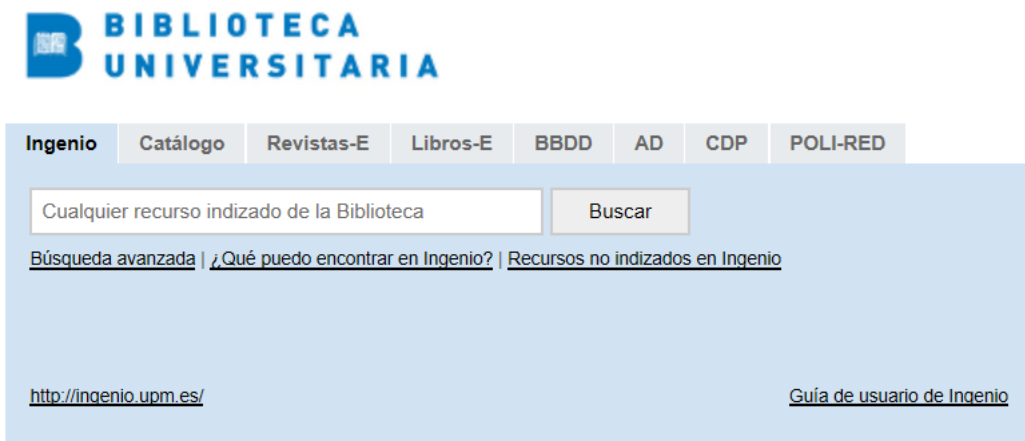 BIBLIOTECA
UNIVERSITARIA
Ingenio Catálogo Revistas-E Libros-E BBDD AD CDP POLI-RED
Cualquier recurso indizado de la Biblioteca Buscar
Búsqueda avanzada | ¿Qué puedo encontrar en Ingenio? | Recursos no indizados en Ingenio
http://ingenio.upm.es/ Guía de usuario de Ingenio